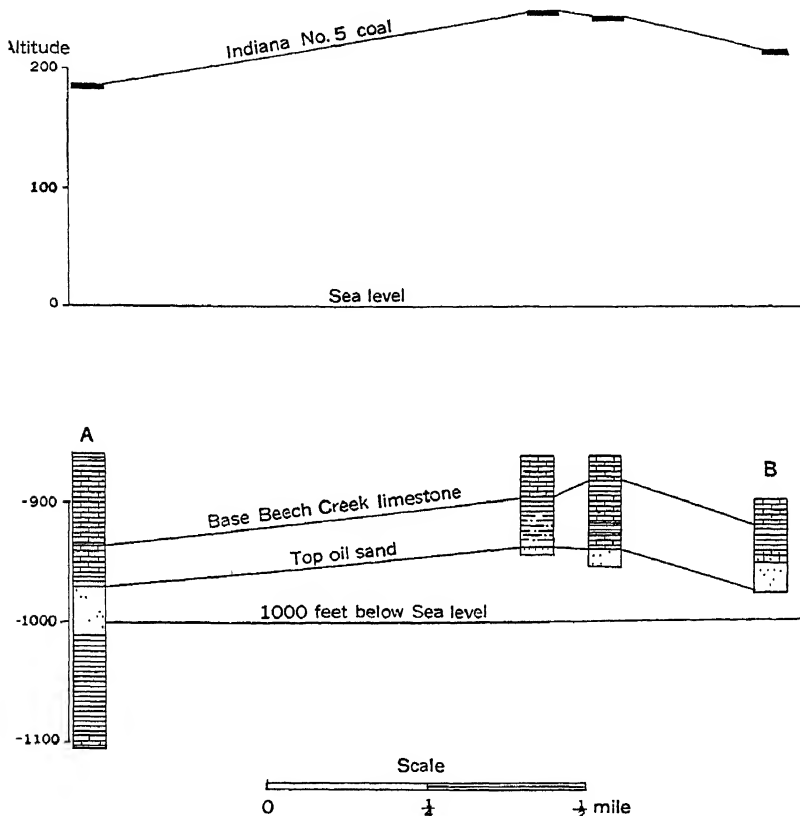 Indiana No. 5 coal
Altitude
200
100
0
Sea level
A
B
-900
Base Beech Creek limestone
Top oil sand
-1000
1000 feet below Sea level
-1100
Scale
0 1/4 1/2 mile